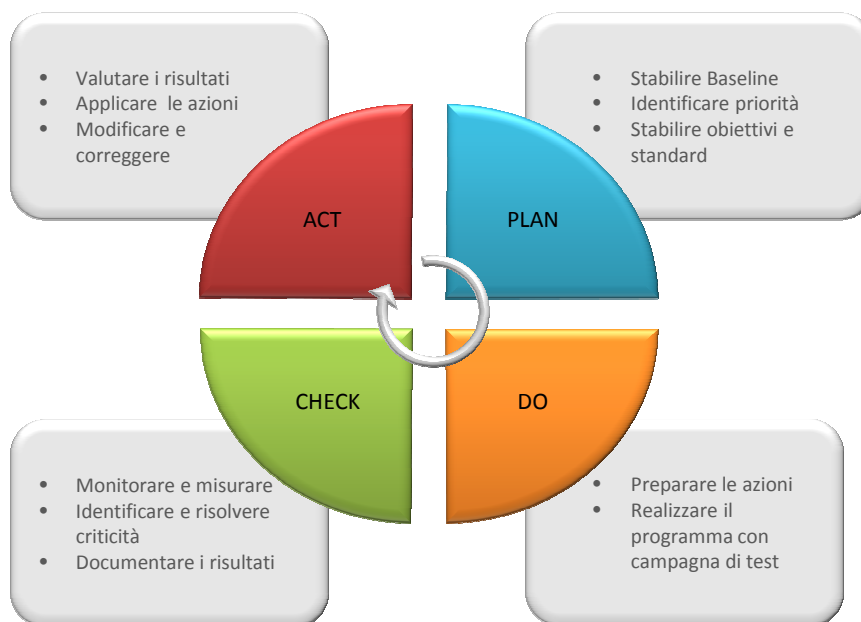 • Valutare i risultati
• Applicare le azioni
• Modificare e
correggere
• Stabilire Baseline
• Identificare priorità
• Stabilire obiettivi e
standard
ACT
PLAN
CHECK
DO
• Monitorare e misurare
• Identificare e risolvere
criticità
• Documentare i risultati
• Preparare le azioni
• Realizzare il
programma con
campagna di test